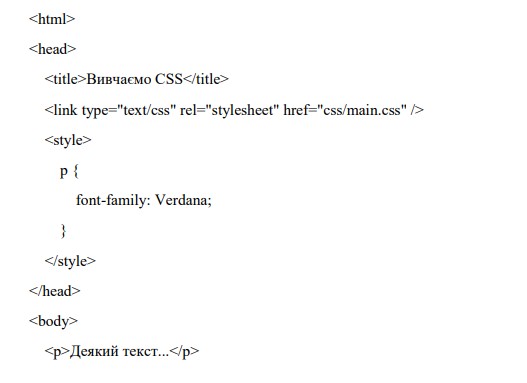 <html>
<head>
<title>Вивчаємо CSS</title>
<link type="text/css" rel="stylesheet" href="css/main.css" />
<style>
p {
font-family: Verdana;
}
</style>
</head>
<body>
<p>Деякий текст...</p>